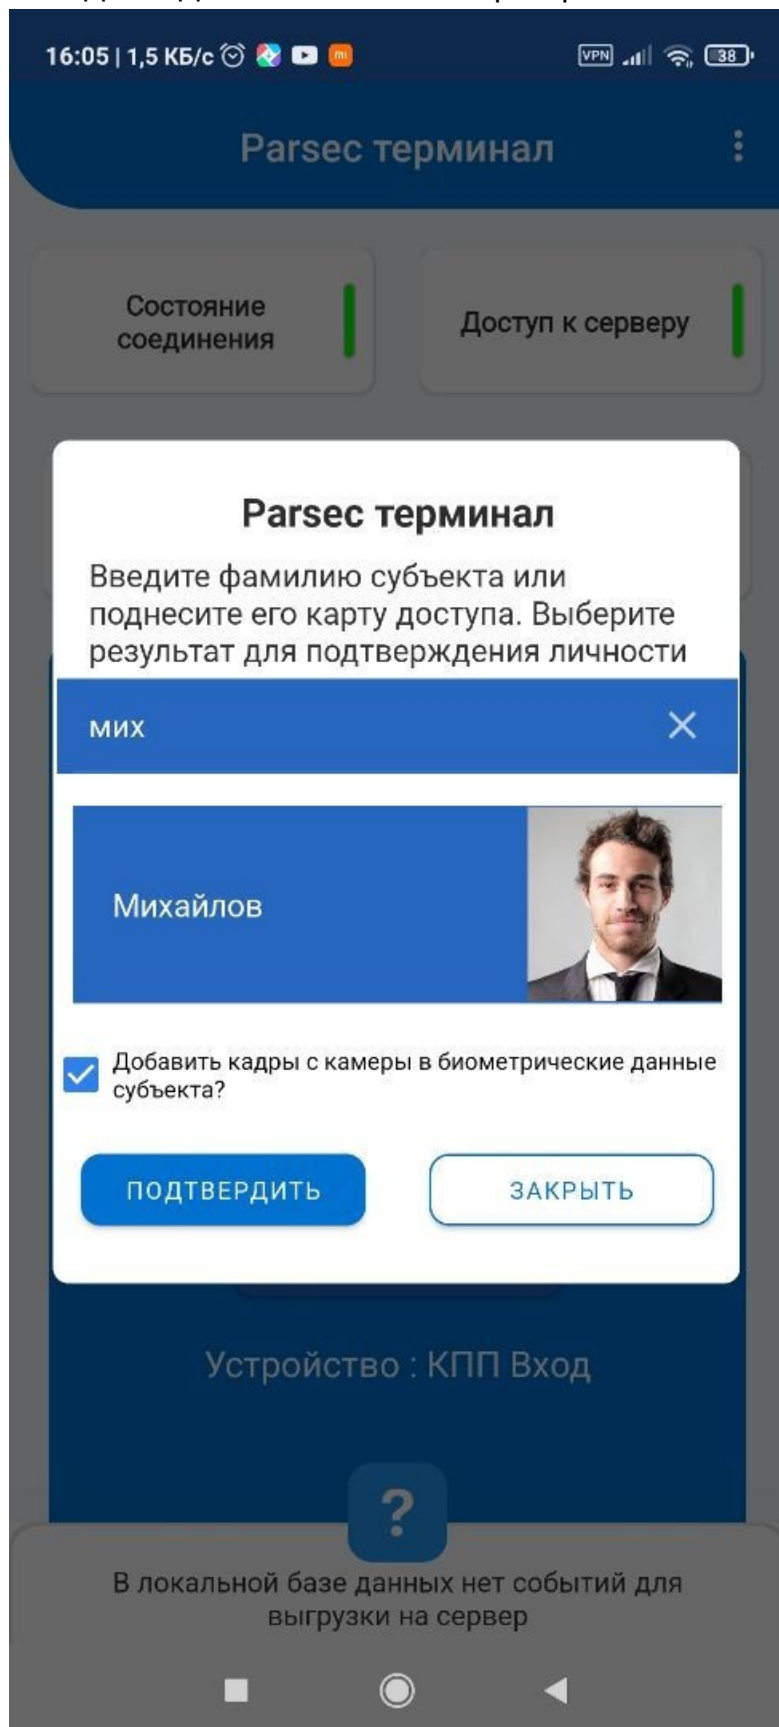 16:05 | 1,5 КБ/с
VPN
38
Parsec терминал
Состояние
соединения
Доступ к серверу
Parsec терминал
Введите фамилию субъекта или
поднесите его карту доступа. Выберите
результат для подтверждения личности
мих
Михайлов
Добавить кадры с камеры в биометрические данные
субъекта?
ПОДТВЕРДИТЬ
ЗАКРЫТЬ
Устройство : КПП Вход
?
В локальной базе данных нет событий для
выгрузки на сервер